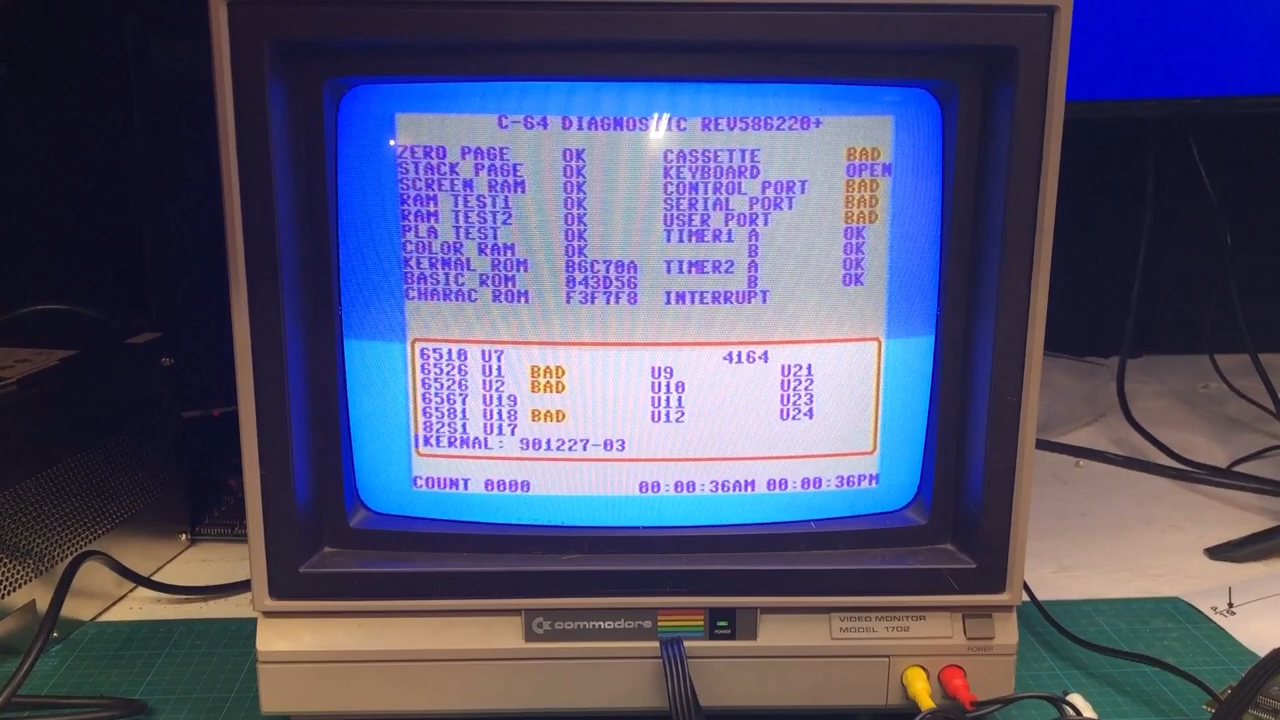 C-64 DIAGNOSTIC REV586220+
ZERO PAGE OK CASSETTE BAD
STACK PAGE OK KEYBOARD OPEN
SCREEN RAM OK CONTROL PORT BAD
RAM TEST1 OK SERIAL PORT BAD
RAM TEST2 OK USER PORT BAD
PLA TEST OK TIMER1 A OK
COLOR RAM OK B OK
KERNAL ROM B6C70A TIMER2 A OK
BASIC ROM 043D56 B OK
CHARAC ROM F3F7F8 INTERRUPT
6510 U7 4164
6526 U1 BAD U9 U21
6526 U2 BAD U10 U22
6567 U19 U11 U23
6581 U18 BAD U12 U24
82S1 U17
KERNAL: 901227-03
COUNT 0000 00:00:36AM 00:00:36PM
commodore
POWER
VIDEO MONITOR
MODEL 1702
POWER